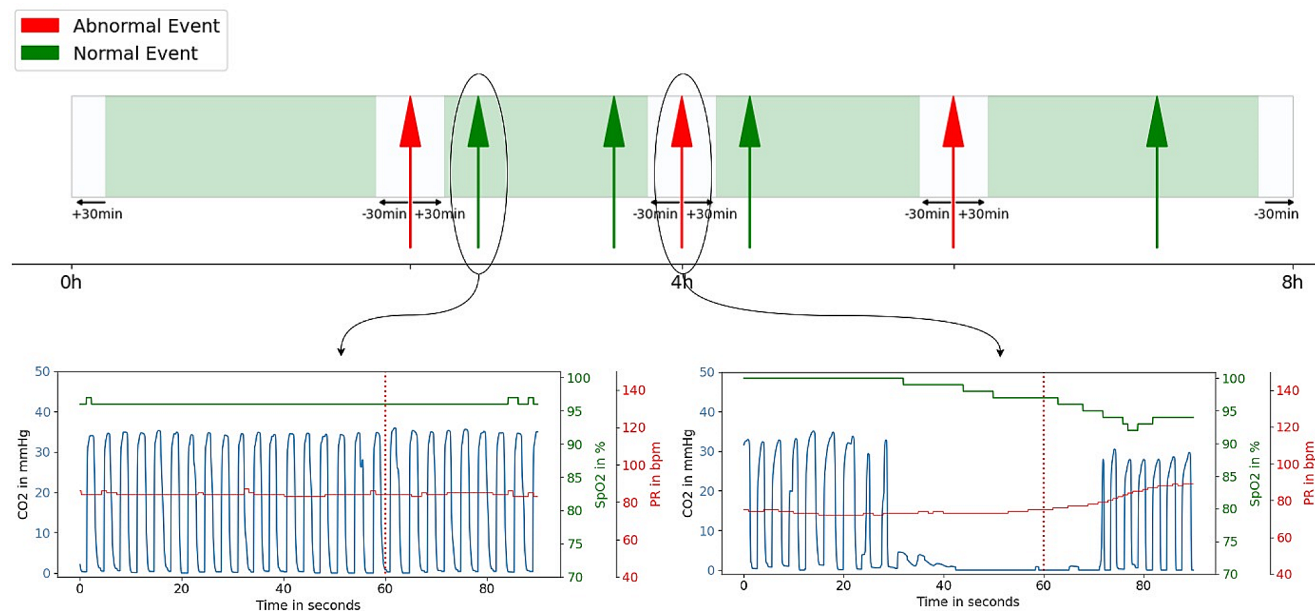 Abnormal Event
Normal Event
+30min
-30min +30min
-30min +30min
-30min +30min
-30min
0h
4h
8h
50
40
30
20
10
0
CO2 in mmHg
0
20
40
60
80
Time in seconds
100
95
90
85
80
75
70
SpO2 in %
140
120
100
80
60
40
PR in bpm
50
40
30
20
10
0
CO2 in mmHg
0
20
40
60
80
Time in seconds
100
95
90
85
80
75
70
SpO2 in %
140
120
100
80
60
40
PR in bpm